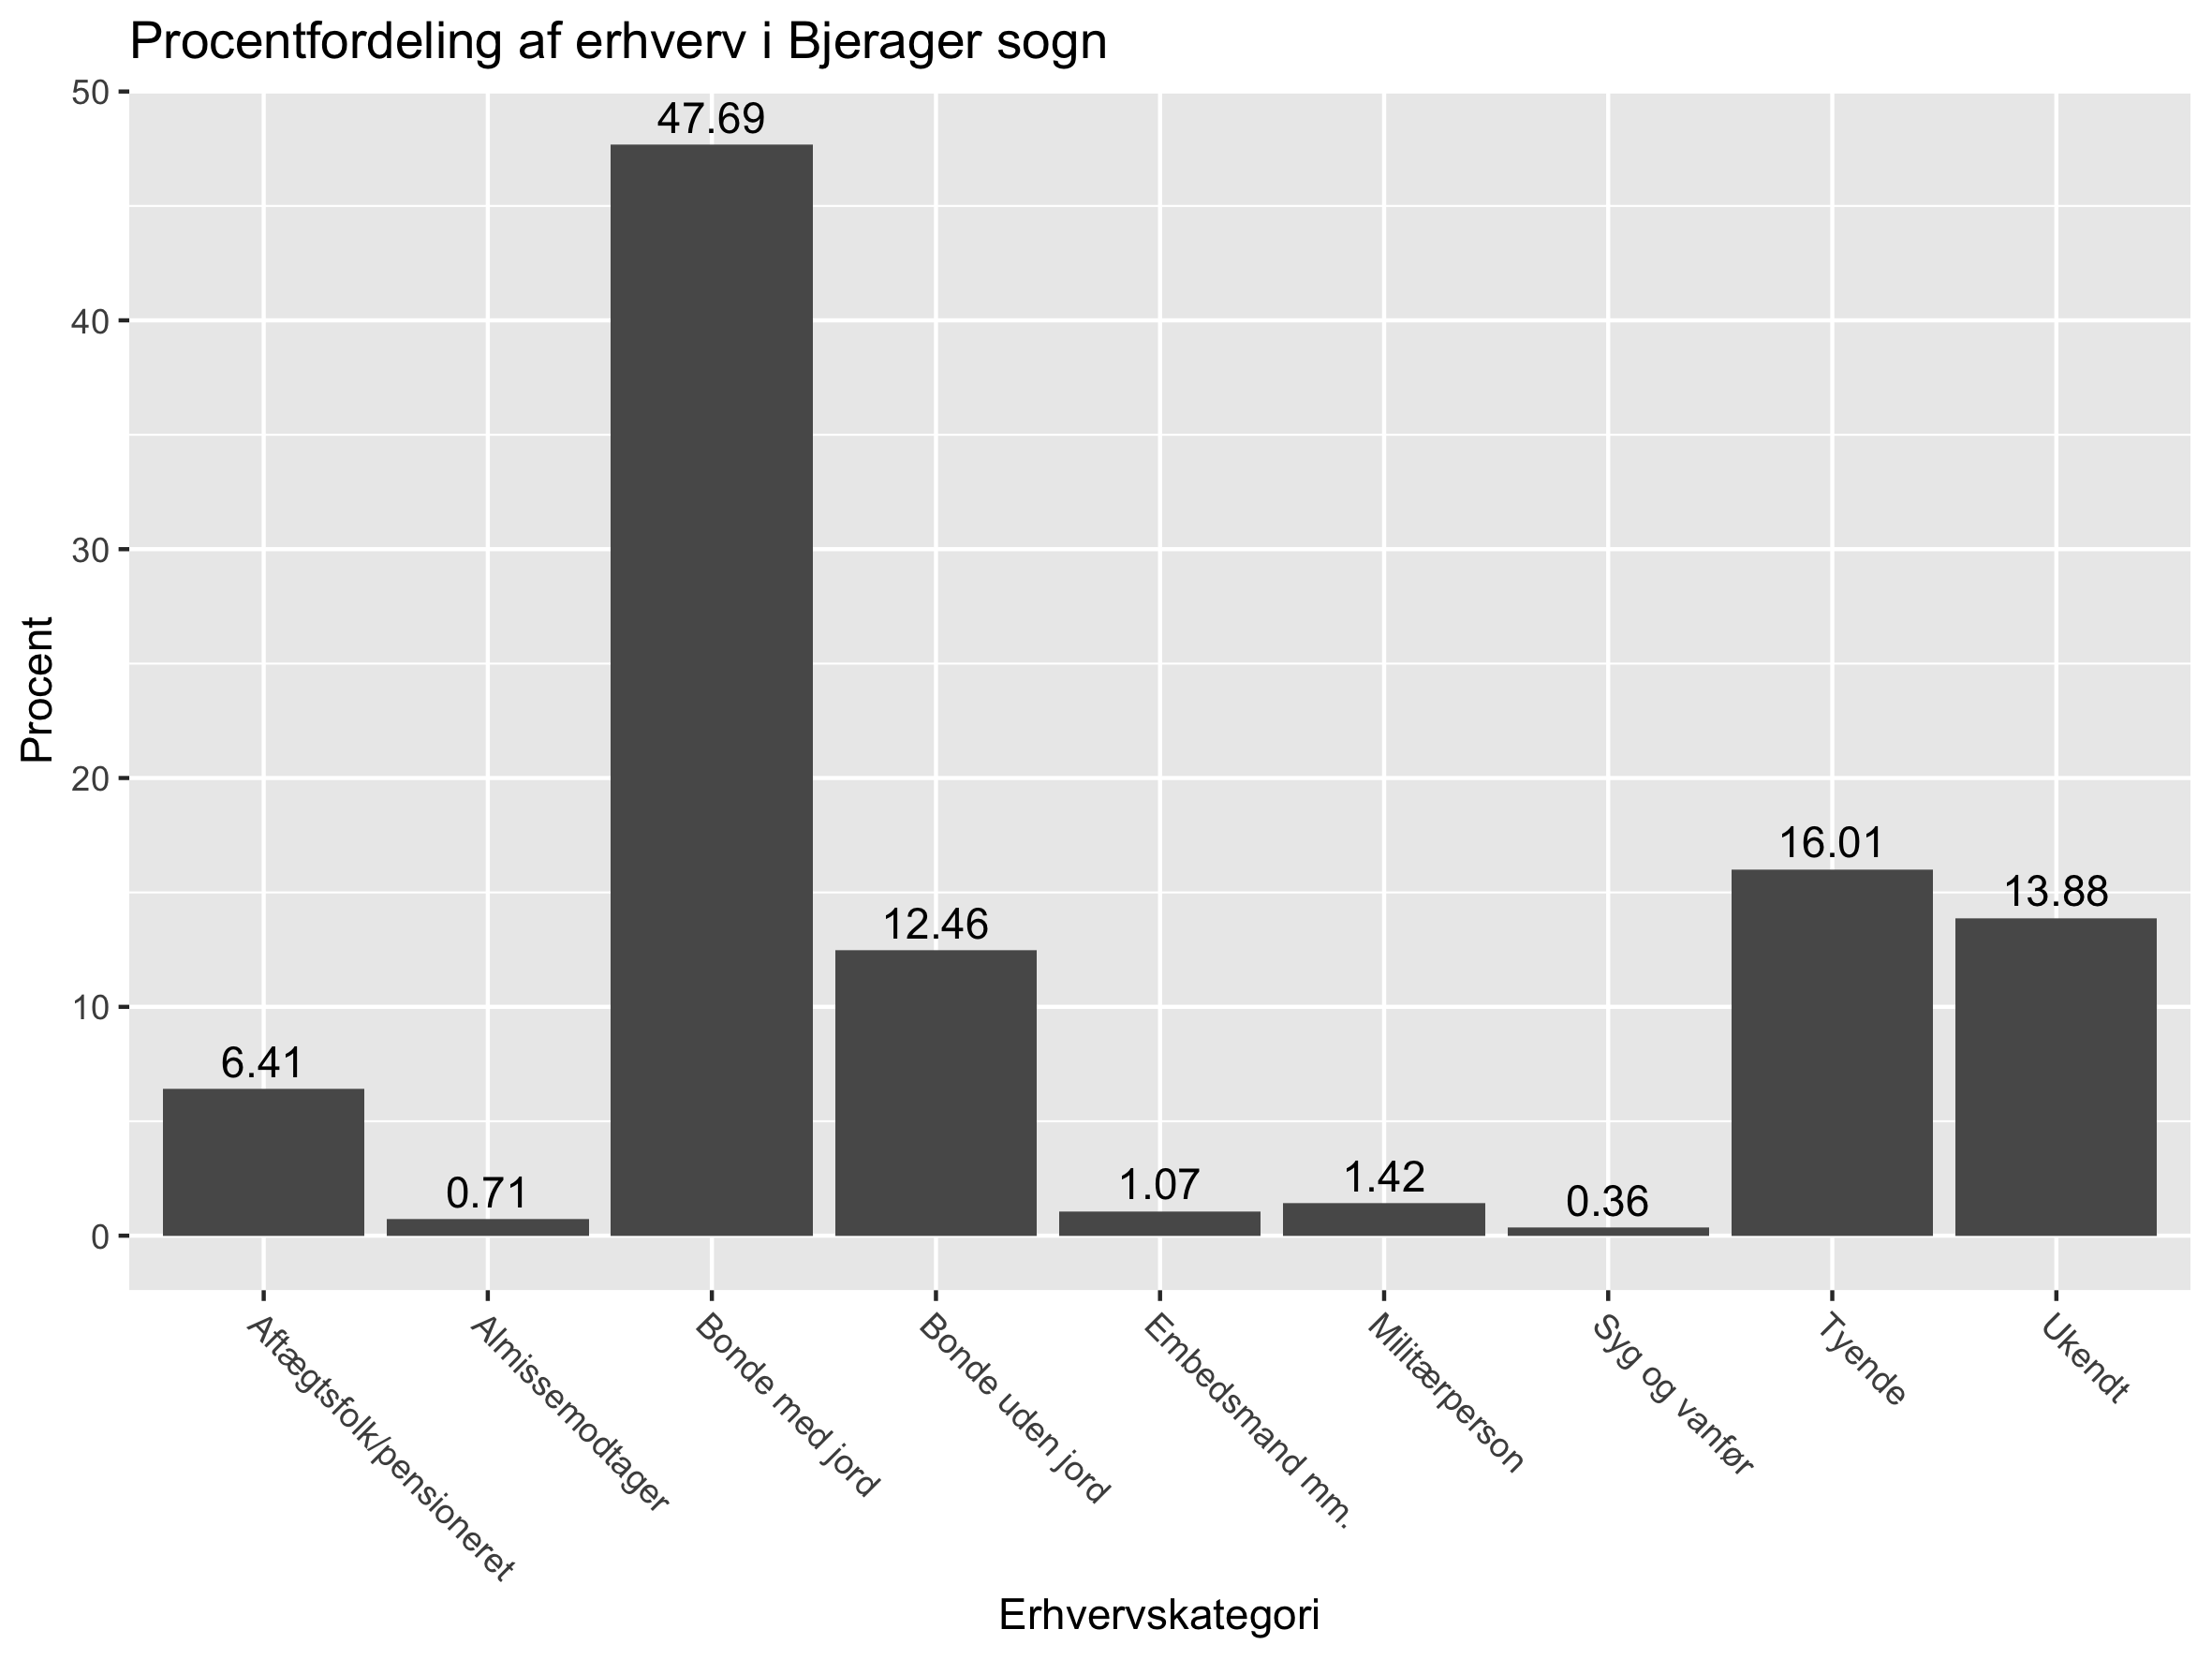 Procentfordeling af erhverv i Bjerager sogn
Procent
50
40
30
20
10
0
6.41
0.71
47.69
12.46
1.07
1.42
0.36
16.01
13.88
Aftægtsfolk/pensioneret
Almissemodtager
Bonde med jord
Bonde uden jord
Embedsmand mm.
Militærperson
Syg og vanfør
Tyende
Ukendt
Erhvervskategori